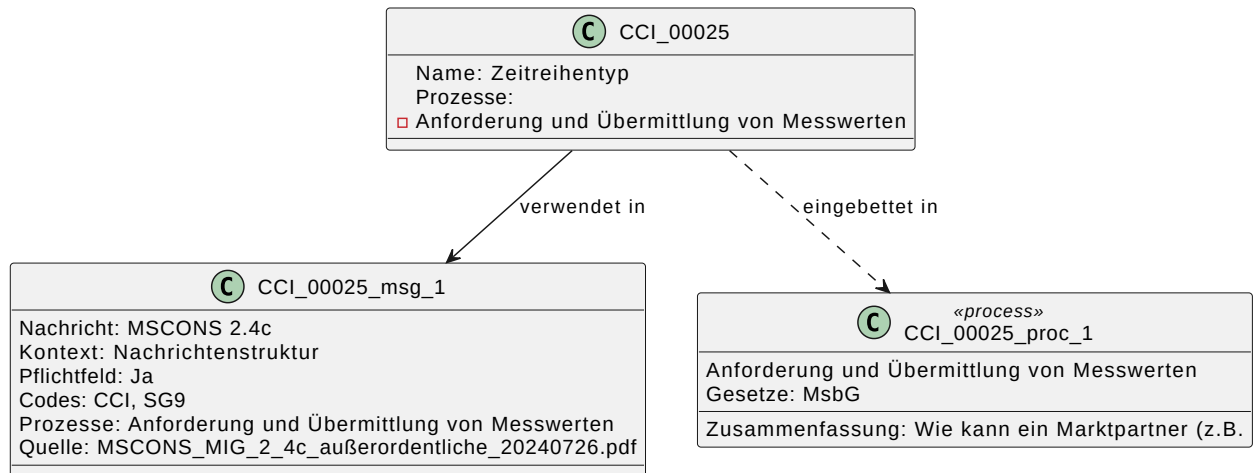 C CCI_00025
Name: Zeitreihentyp
Prozesse:
Anforderung und Übermittlung von Messwerten
verwendet in
eingebettet in
C CCI_00025_msg_1
Nachricht: MSCONS 2.4c
Kontext: Nachrichtenstruktur
Pflichtfeld: Ja
Codes: CCI, SG9
Prozesse: Anforderung und Übermittlung von Messwerten
Quelle: MSCONS_MIG_2_4c_außerordentliche_20240726.pdf
«process»
C CCI_00025_proc_1
Anforderung und Übermittlung von Messwerten
Gesetze: MsbG
Zusammenfassung: Wie kann ein Marktpartner (z.B.